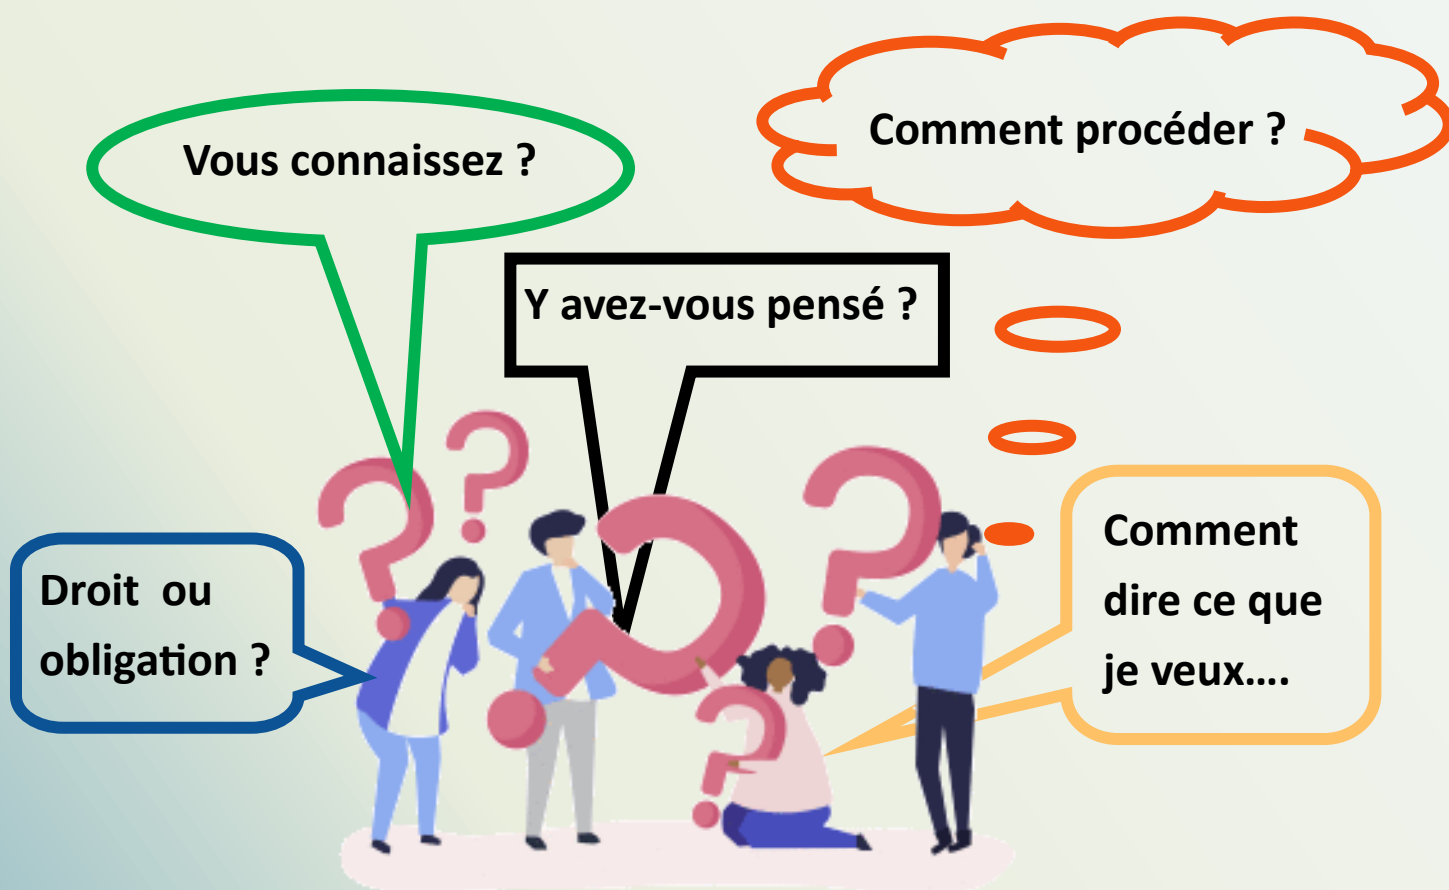 Comment procéder ?
Vous connaissez ?
Y avez-vous pensé ?
Droit ou
obligation ?
Comment
dire ce que
je veux....